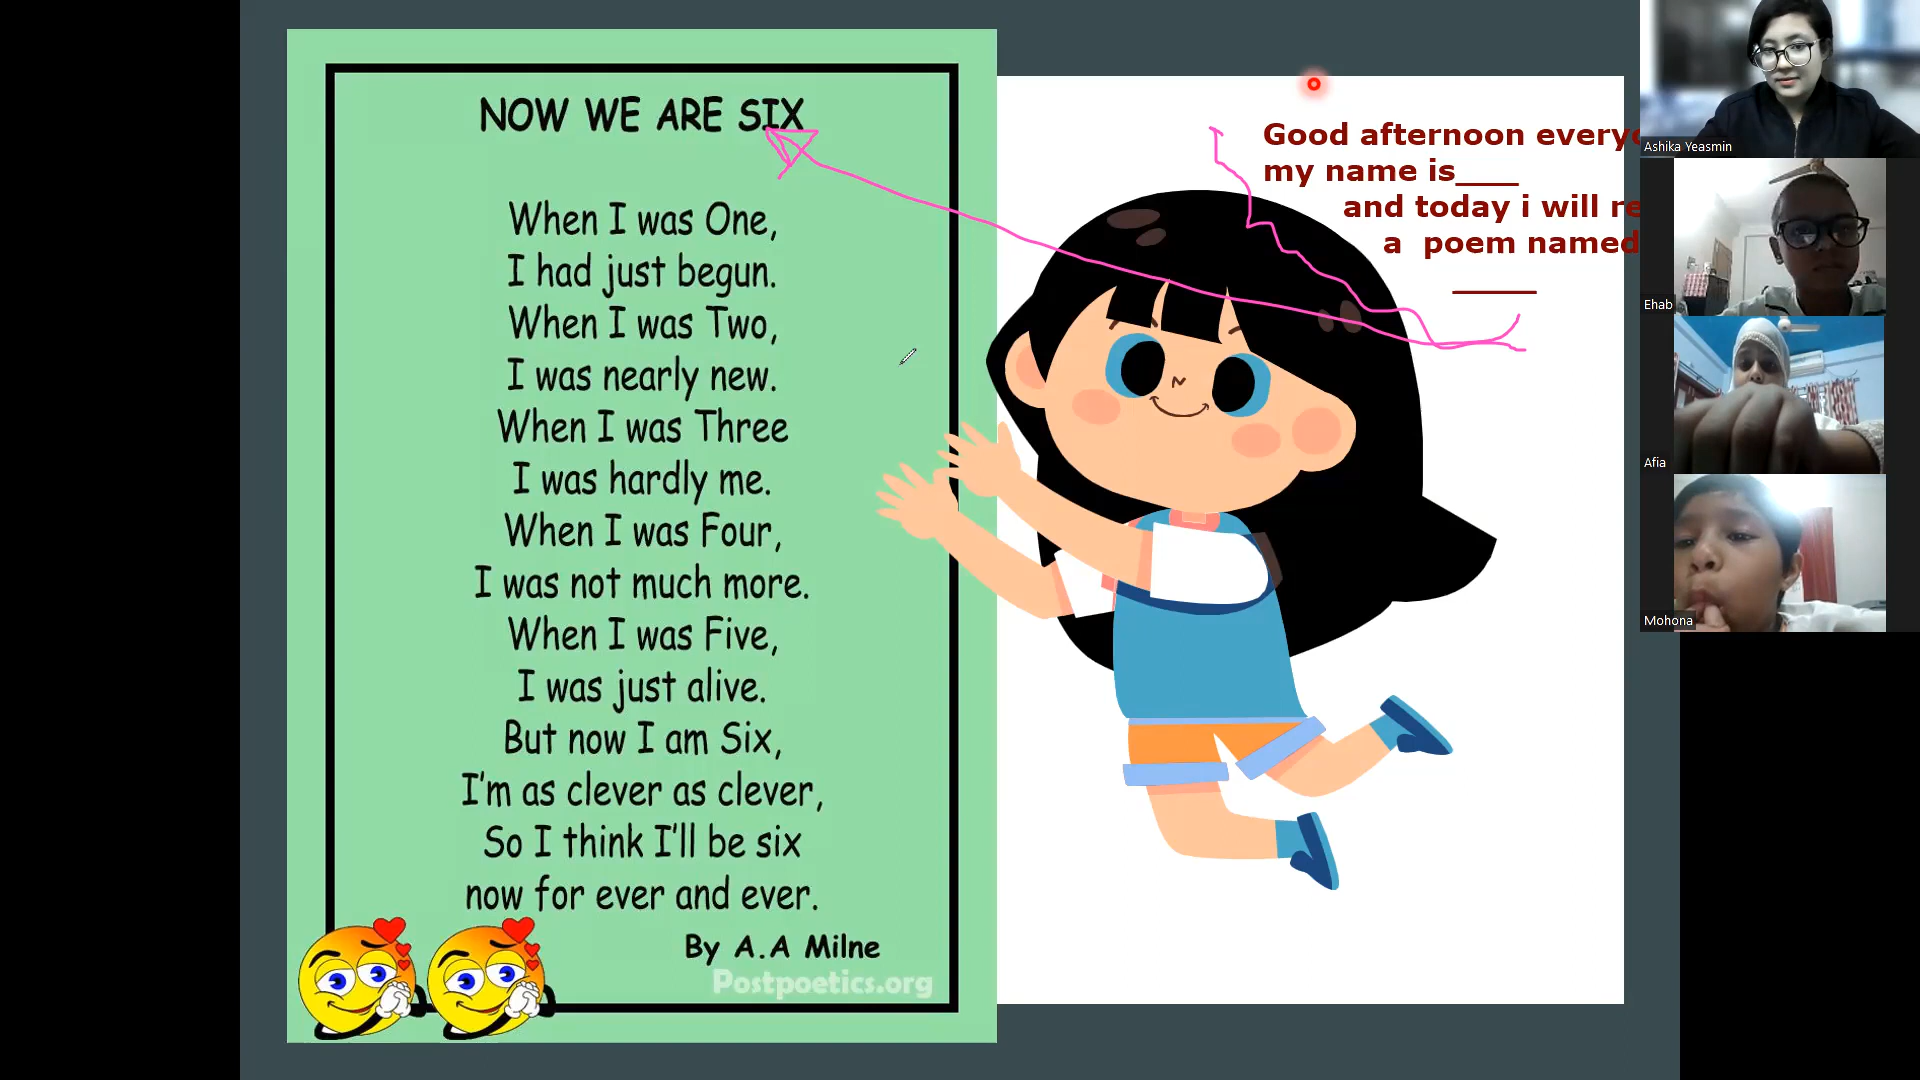 NOW WE ARE SIX
When I was One,
I had just begun.
When I was Two,
I was nearly new.
When I was Three
I was hardly me.
When I was Four,
I was not much more.
When I was Five,
I was just alive.
But now I am Six,
I'm as clever as clever,
So I think I'll be six
now for ever and ever.
By A.A Milne
Postpoetics.org
Good afternoon
my name is___
and today i will
a poem named
_____
Ashika Yeasmin
Ehab
Afia
Mohona